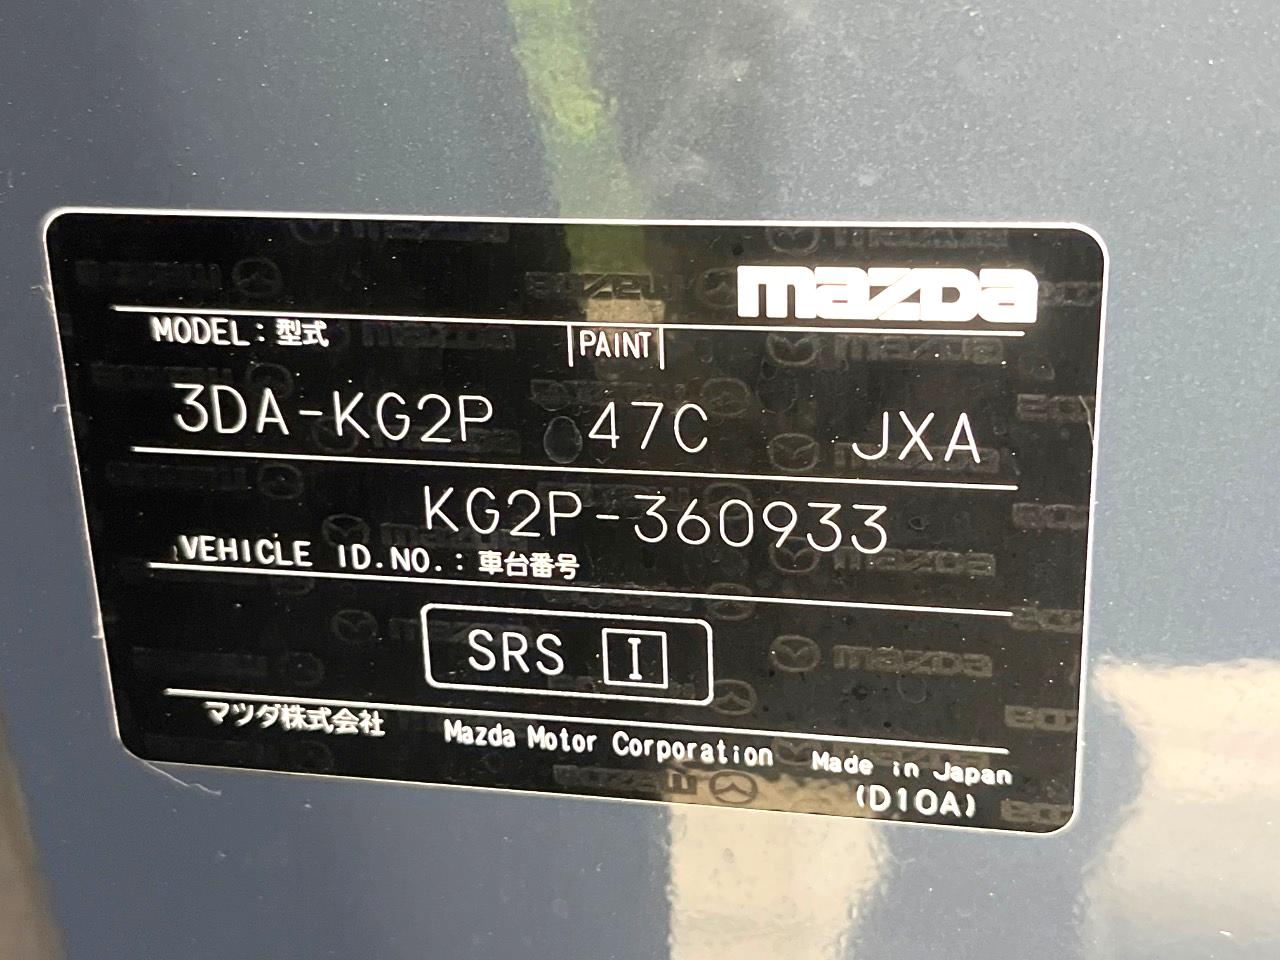 mazda
MODEL：型式 PAINT
3DA-KG2P 47C JXA
KG2P-360933
VEHICLE ID.NO.：車台番号
SRS I
マツダ株式会社 Mazda Motor Corporation Made in Japan
(D10A)